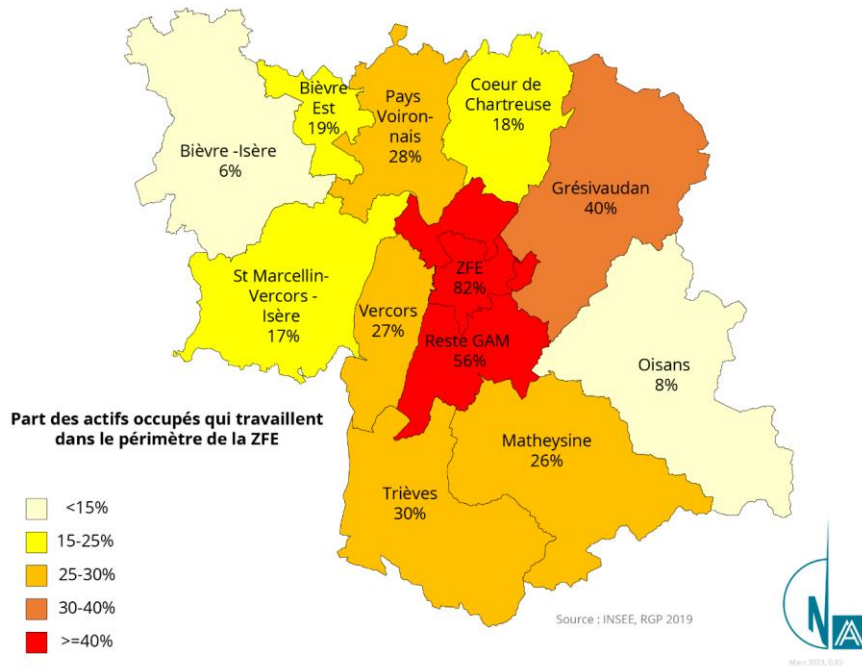 Bièvre
Est
19%
Pays
Voiron-
nais
28%
Coeur de
Chartreuse
18%
Bièvre -Isère
6%
Grésivaudan
40%
St Marcellin-
Vercors -
Isère
17%
Vercors
27%
ZFE
82%
Reste GAM
56%
Oisans
8%
Matheysine
26%
Trièves
30%
Part des actifs occupés qui travaillent
dans le périmètre de la ZFE
<15%
15-25%
25-30%
30-40%
>=40%
Source : INSEE, RGP 2019
N
Mars 2023, GJO